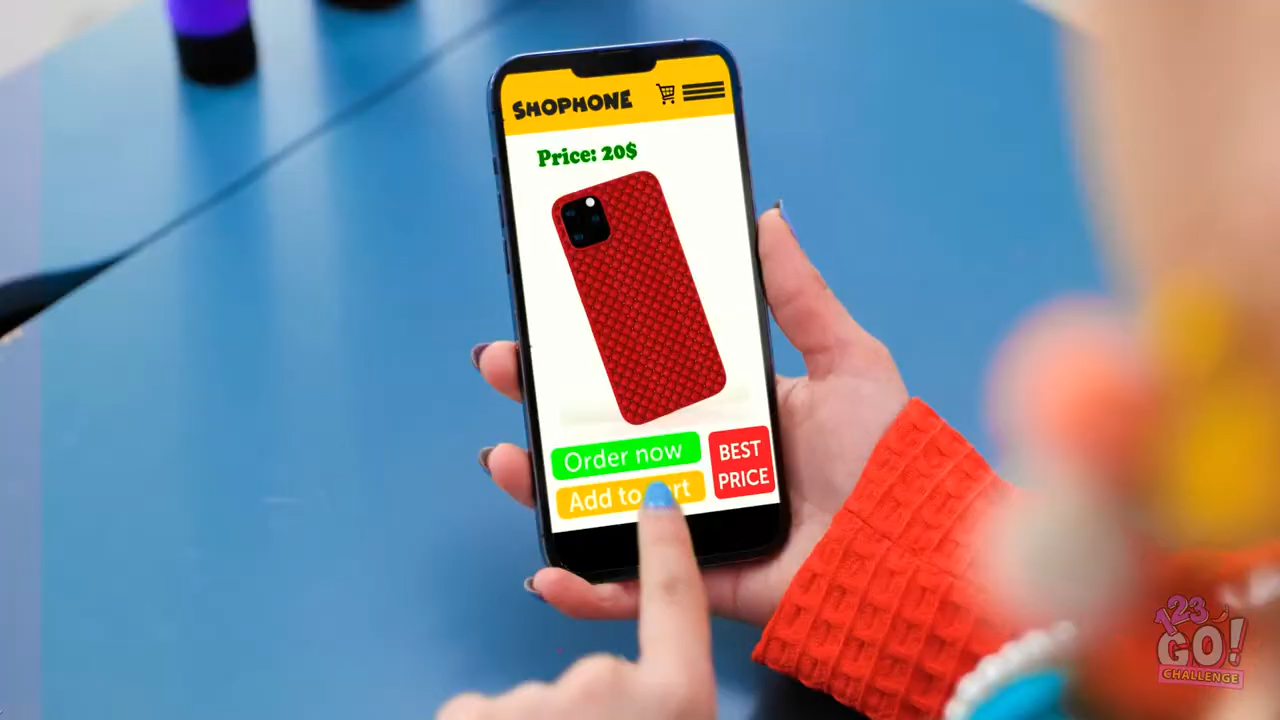 SHOPHONE
Price: 20$
Order now
Add to
BEST
PRICE
123
GO!
CHALLENGE